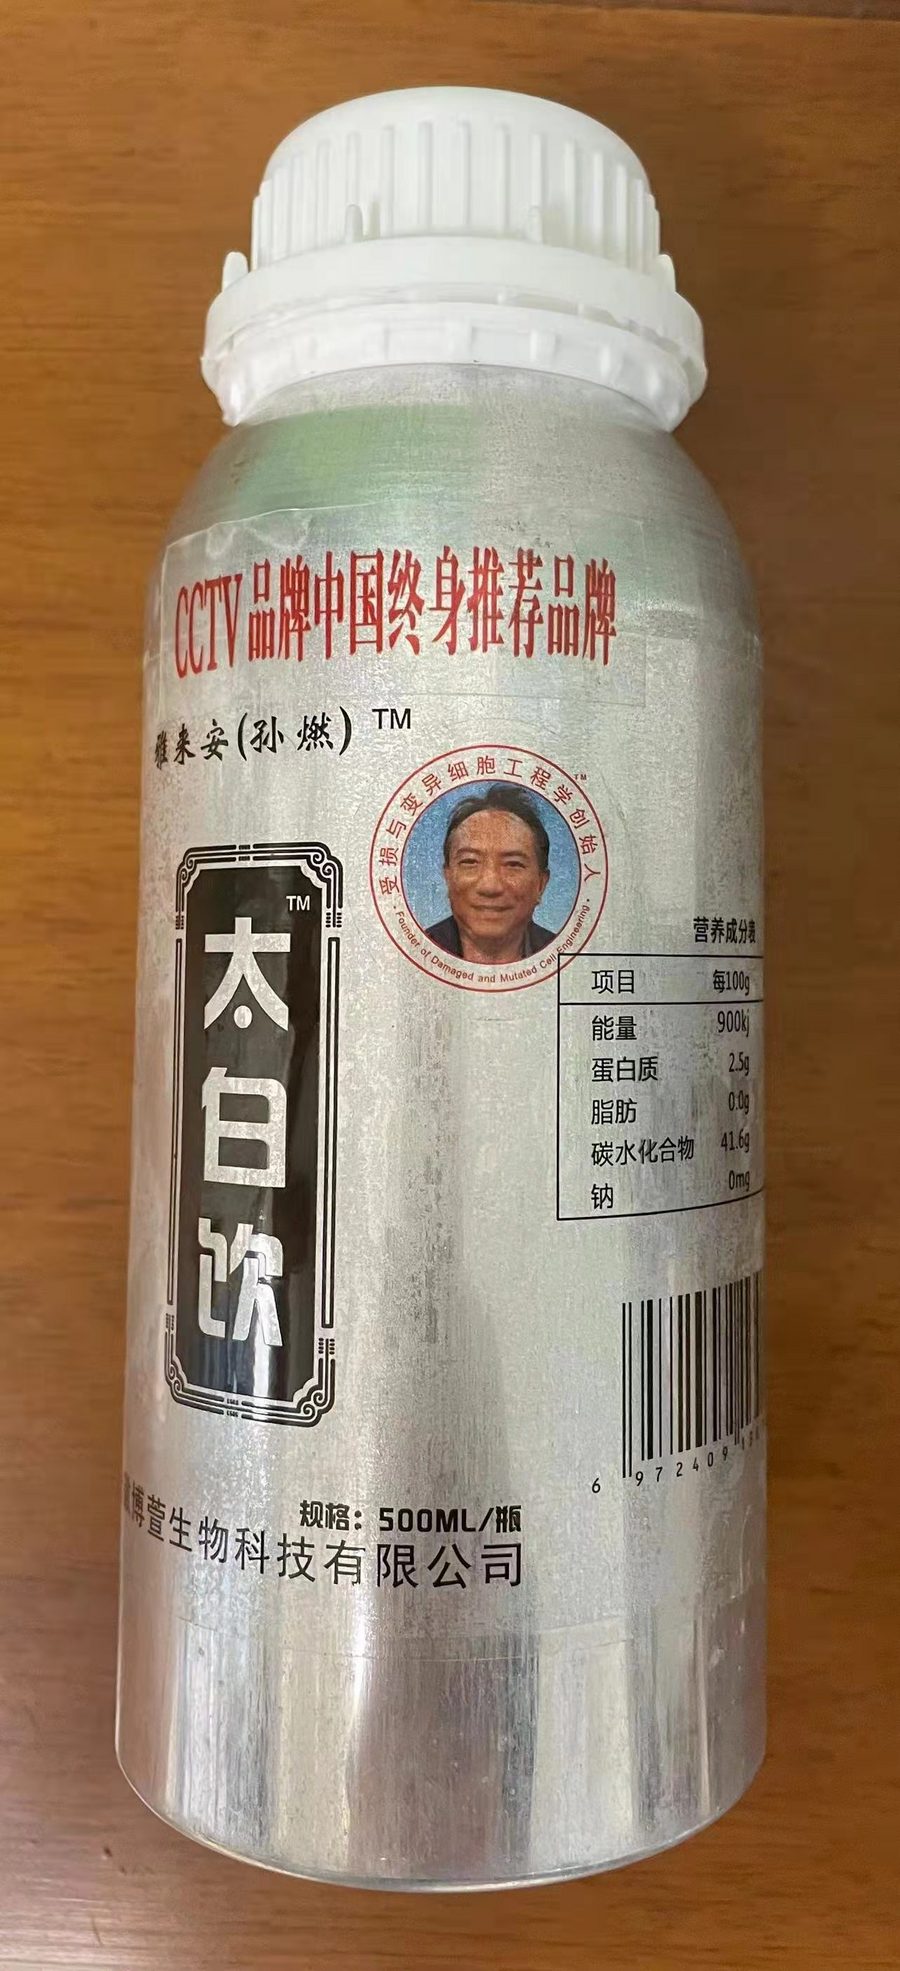 CCTV品牌中国终身推荐品牌
雅来安(孙燃)TM
受损与变异细胞工程学创始人 TM
Founder of Damaged and Mutated Cell Engineering
TM
太白饮
营养成分表
项目 每100g
能量 900kj
蛋白质 2.5g
脂肪 0.0g
碳水化合物 41.6g
钠 0mg
6 972409
规格：500ML/瓶
博萱生物科技有限公司